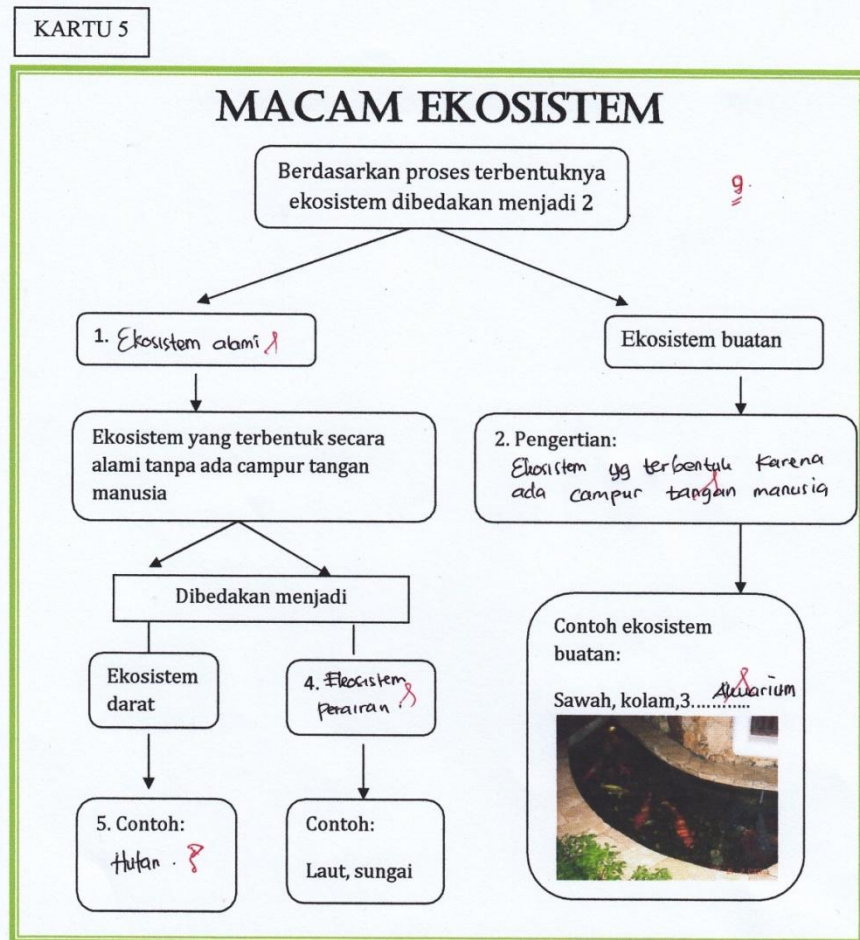 KARTU 5
MACAM EKOSISTEM
Berdasarkan proses terbentuknya
ekosistem dibedakan menjadi 2
9.
1. Ekosistem alami
Ekosistem buatan
Ekosistem yang terbentuk secara
alami tanpa ada campur tangan
manusia
2. Pengertian:
Ekosistem yg terbentuk karena
ada campur tangan manusia
Dibedakan menjadi
Ekosistem
darat
4. Ekosistem
perairan.
Contoh ekosistem
buatan:
Sawah, kolam,3............ Akuarium
5. Contoh:
Hutan.
Contoh:
Laut, sungai